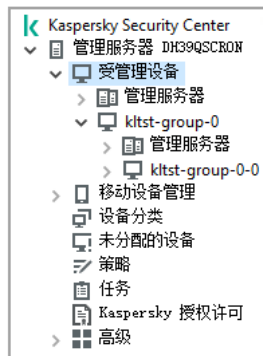 Kaspersky Security Center
管理服务器 DH39QSCRON
受管理设备
管理服务器
kltst-group-0
管理服务器
kltst-group-0-0
移动设备管理
设备分类
未分配的设备
策略
任务
Kaspersky 授权许可
高级